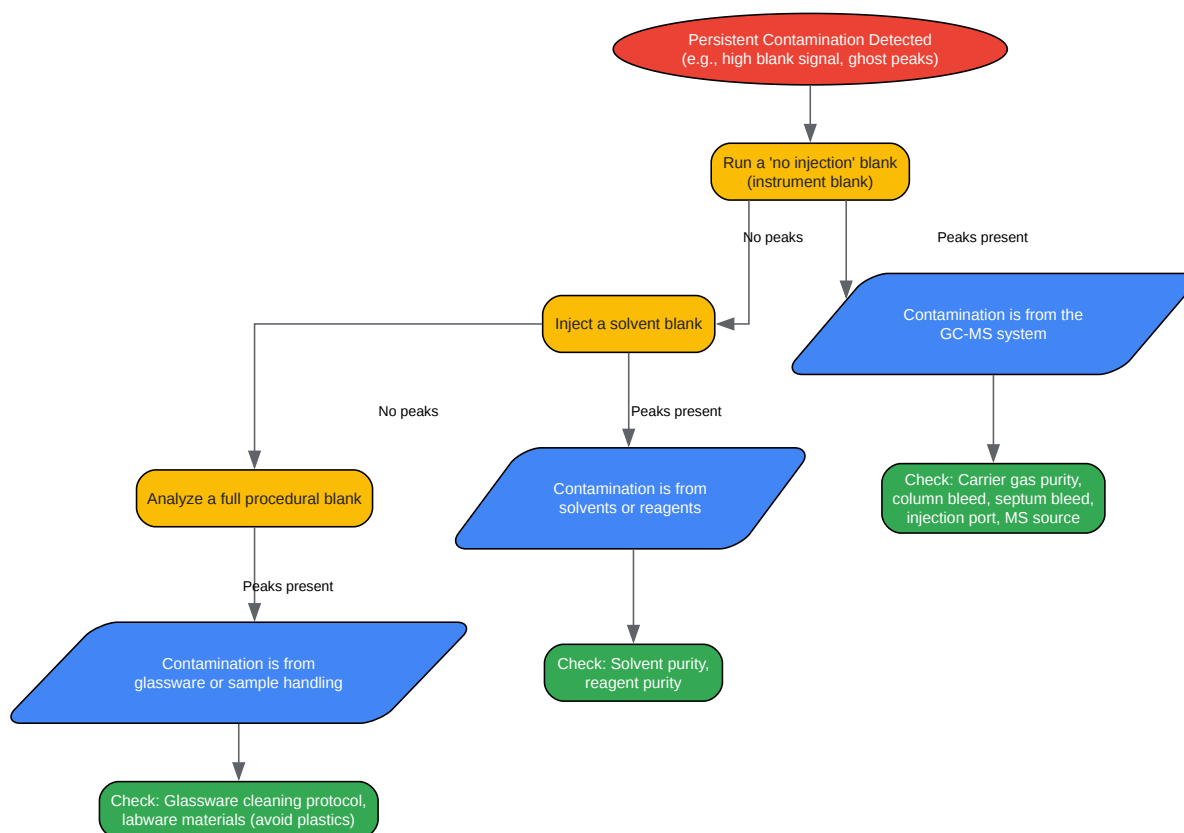 Persistent Contamination Detected
(e.g., high blank signal, ghost peaks)
Run a 'no injection' blank
(instrument blank)
No peaks
Peaks present
Contamination is from the
GC-MS system
Inject a solvent blank
No peaks
Peaks present
Check: Carrier gas purity,
column bleed, septum bleed,
injection port, MS source
Analyze a full procedural blank
Contamination is from
solvents or reagents
Peaks present
Contamination is from
glassware or sample handling
Check: Solvent purity,
reagent purity
Check: Glassware cleaning protocol,
labware materials (avoid plastics)